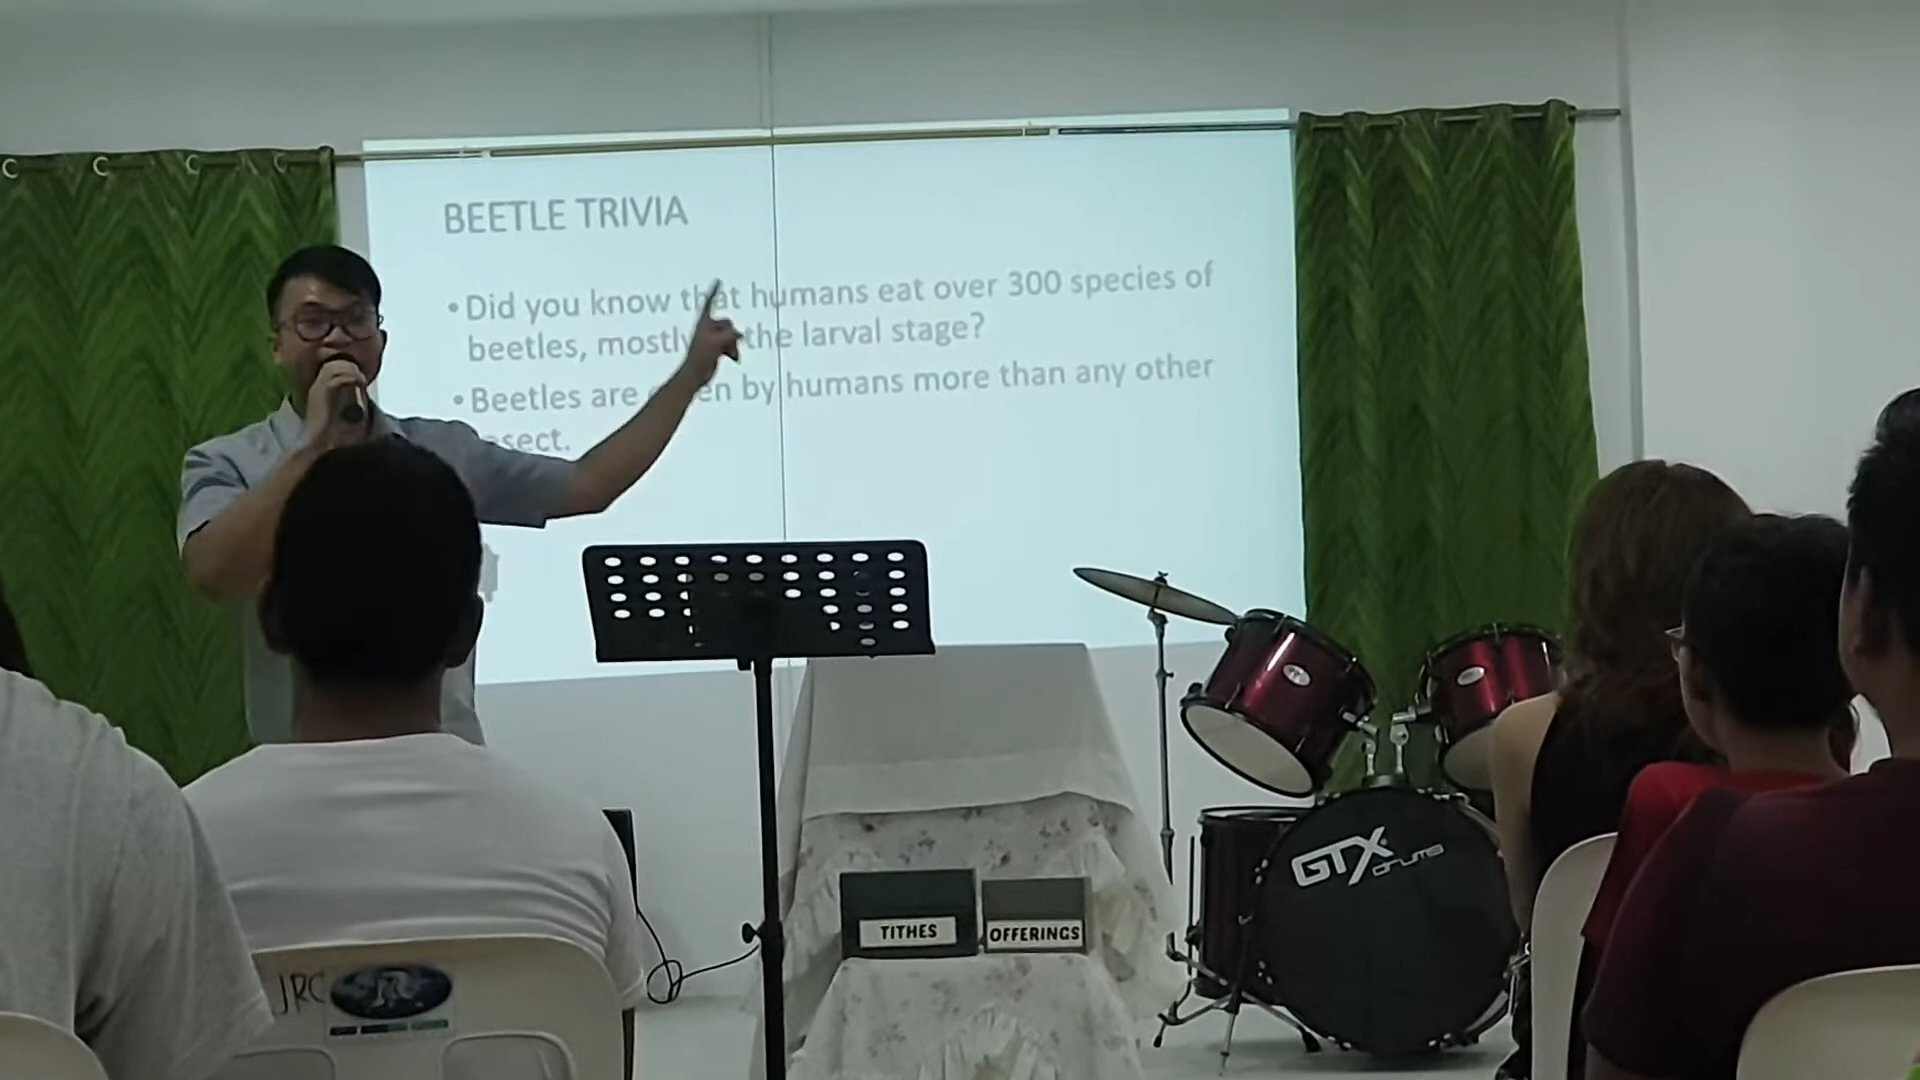 BEETLE TRIVIA
• Did you know that humans eat over 300 species of
beetles, mostly the larval stage?
• Beetles are by humans more than any other
TITHES
OFFERINGS
GTX
drums
JRC